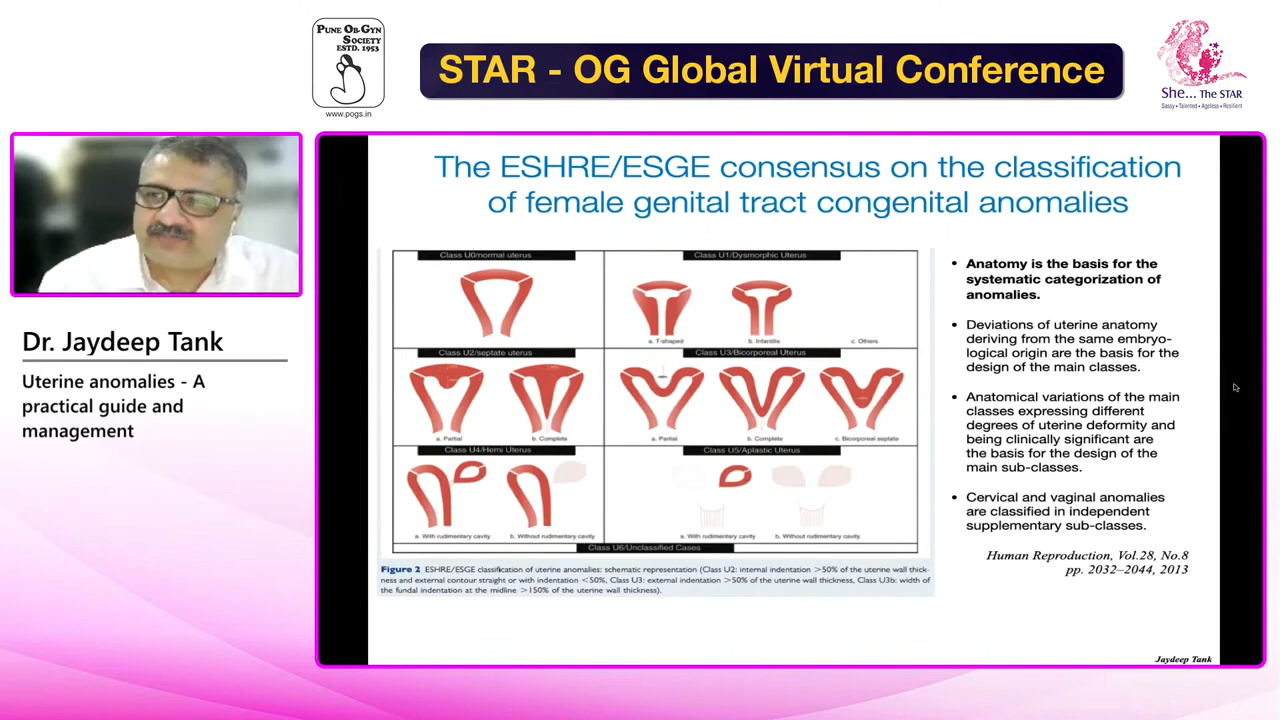 PUNE OB-GYN
SOCIETY
ESTD. 1953
www.pogs.in
STAR - OG Global Virtual Conference
She... The STAR
Sassy • Talented • Ageless • Resilient
Dr. Jaydeep Tank
Uterine anomalies - A
practical guide and
management
The ESHRE/ESGE consensus on the classification
of female genital tract congenital anomalies
Class U0/normal uterus
Class U1/Dysmorphic Uterus
a. T-shaped
b. Infantilis
c. Others
Class U2/septate uterus
Class U3/Bicorporeal Uterus
a. Partial
b. Complete
a. Partial
b. Complete
c. Bicorporeal septate
Class U4/Hemi Uterus
Class U5/Aplastic Uterus
a. With rudimentary cavity
b. Without rudimentary cavity
a. With rudimentary cavity
b. Without rudimentary cavity
Class U6/Unclassified Cases
Figure 2 ESHRE/ESGE classification of uterine anomalies: schematic representation (Class U2: internal indentation >50% of the uterine wall thick-
ness and external contour straight or with indentation <50%, Class U3: external indentation >50% of the uterine wall thickness, Class U3b: width of
the fundal indentation at the midline >150% of the uterine wall thickness).
• Anatomy is the basis for the
systematic categorization of
anomalies.
• Deviations of uterine anatomy
deriving from the same embryo-
logical origin are the basis for the
design of the main classes.
• Anatomical variations of the main
classes expressing different
degrees of uterine deformity and
being clinically significant are
the basis for the design of the
main sub-classes.
• Cervical and vaginal anomalies
are classified in independent
supplementary sub-classes.
Human Reproduction, Vol.28, No.8
pp. 2032–2044, 2013
Jaydeep Tank